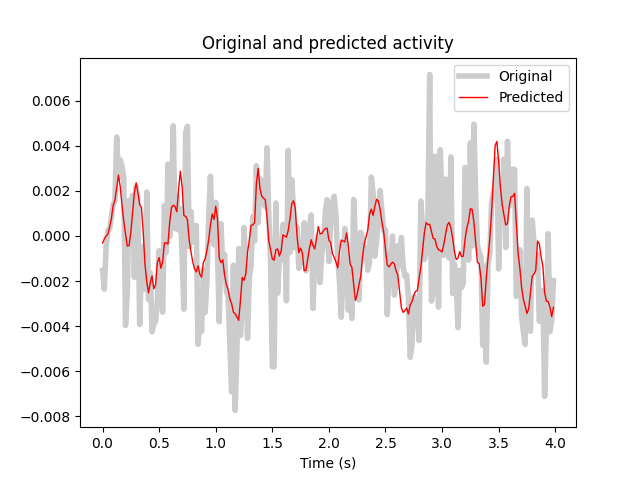 Original and predicted activity
Original
Predicted
0.006
0.004
0.002
0.000
−0.002
−0.004
−0.006
−0.008
0.0 0.5 1.0 1.5 2.0 2.5 3.0 3.5 4.0
Time (s)